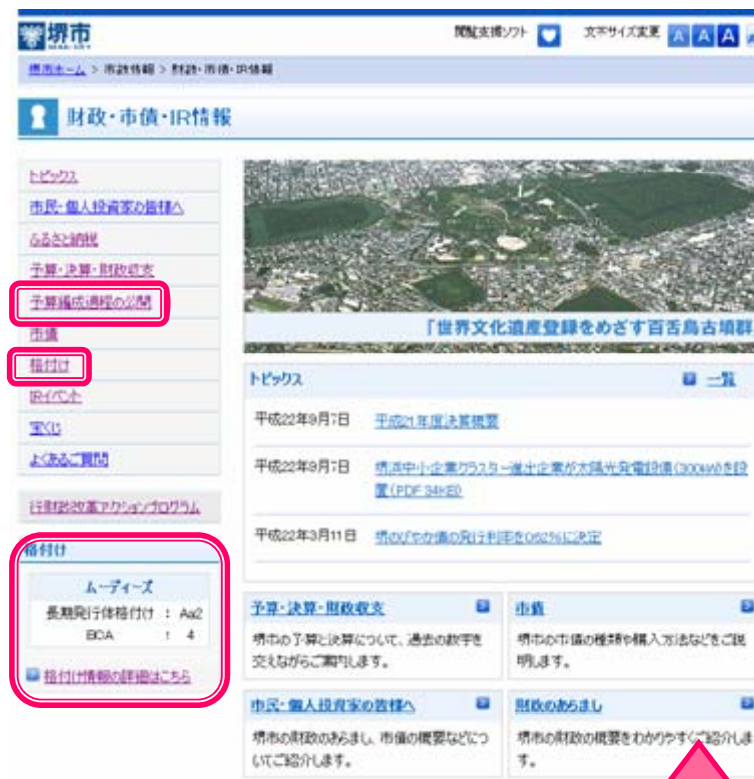 堺市
閲覧支援ソフト
文字サイズ変更 A A A
堺市ホーム > 市政情報 > 財政・市債・IR情報
財政・市債・IR情報
トピックス
市民・個人投資家の皆様へ
ふるさと納税
予算・決算・財政収支
予算編成過程の公開
市債
格付け
IRイベント
宝くじ
よくあるご質問
行財政改革アクションプログラム
格付け
ムーディーズ
長期発行体格付け : Aa2
BCA : 4
格付け情報の詳細はこちら
「世界文化遺産登録をめざす百舌鳥古墳群
トピックス
一覧
平成22年9月7日 平成21年度決算概要
平成22年9月7日 堺浜中小企業クラスター進出企業が太陽光発電設備(300kW)を設
置(PDF 34KB)
平成22年3月11日 堺のびやか債の発行利率を0.62%に決定
予算・決算・財政収支
堺市の予算と決算について、過去の数字を
交えながらご案内します。
市債
堺市の市債の種類や購入方法などをご説
明します。
市民・個人投資家の皆様へ
堺市の財政のあらまし、市債の概要などにつ
いてご紹介します。
財政のあらまし
堺市の財政の概要をわかりやすくご紹介しま
す。